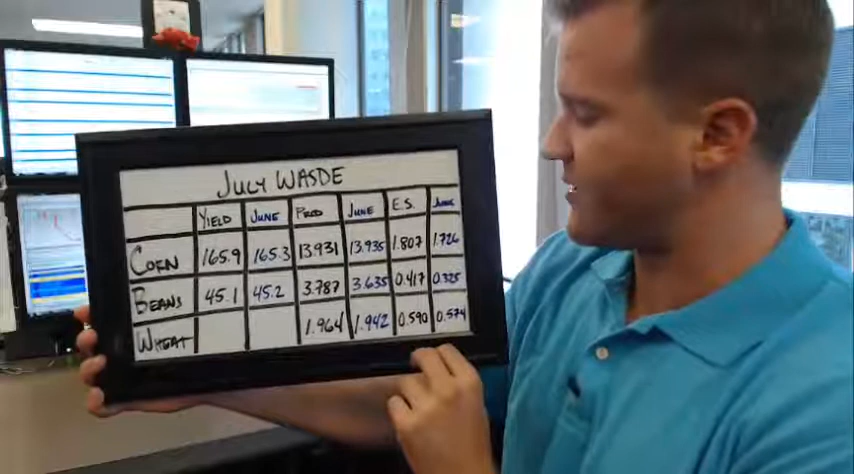 JULY WASDE
YIELD JUNE PROD JUNE E.S. JUNE
CORN 165.9 165.3 13.931 13.935 1.807 1.726
BEANS 45.1 45.2 3.787 3.635 0.417 0.325
WHEAT 1.964 1.942 0.590 0.574